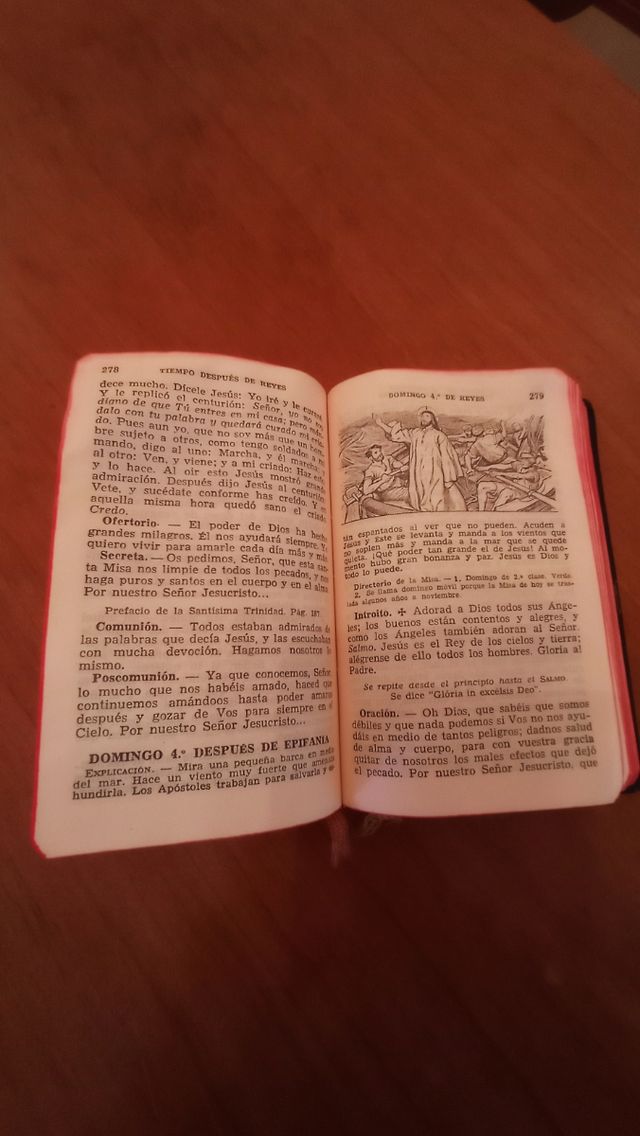 278 TIEMPO DESPUÉS DE REYES
dece mucho. Dícele Jesús: Yo iré y le curaré.
Y le replicó el centurión: Señor, yo no soy
digno de que Tú entres en mi casa; pero
dalo con tu palabra y quedará curado mi
do. Pues aun yo, que no soy más que un hom-
bre sujeto a otros, como tengo soldados a mi
mando, digo al uno: Marcha, y él marcha; y
al otro: Ven, y viene; y a mi criado: Haz esto
y lo hace. Al oir esto Jesús mostró grande
admiración. Después dijo Jesús al centurión:
Vete, y sucédate conforme has creído. Y en
aquella misma hora quedó sano el criado.
Credo.
Ofertorio. — El poder de Dios ha hecho
grandes milagros. Él nos ayudará siempre. Yo
quiero vivir para amarle cada día más y más.
Secreta. — Os pedimos, Señor, que esta san-
ta Misa nos limpie de todos los pecados, y nos
haga puros y santos en el cuerpo y en el alma.
Por nuestro Señor Jesucristo...
Prefacio de la Santísima Trinidad. Pág. 187.
Comunión. — Todos estaban admirados de
las palabras que decía Jesús, y las escuchaban
con mucha devoción. Hagamos nosotros lo
mismo.
Poscomunión. — Ya que conocemos, Señor,
lo mucho que nos habéis amado, haced que
continuemos amándoos hasta poder amaros
después y gozar de Vos para siempre en el
Cielo. Por nuestro Señor Jesucristo...
DOMINGO 4.º DESPUÉS DE EPIFANIA
EXPLICACIÓN. — Mira una pequeña barca en medio
del mar. Hace un viento muy fuerte que amenaza
hundirla. Los Apóstoles trabajan para salvarla y es-
DOMINGO 4.º DE REYES 279
tán espantados al ver que no pueden. Acuden a
Jesús y Éste se levanta y manda a los vientos que
no soplen más y manda a la mar que se quede
quieta. ¡Qué poder tan grande el de Jesús! Al mo-
mento hubo gran bonanza y paz. Jesús es Dios y
todo lo puede.
Directorio de la Misa. — 1. Domingo de 2.ª clase. Verde.
2. Se llama domingo móvil porque la Misa de hoy se tras-
lada algunos años a noviembre.
Introito. ✠ Adorad a Dios todos sus Ánge-
les; los buenos están contentos y alegres, y
como los Ángeles también adoran al Señor.
Salmo. Jesús es el Rey de los cielos y tierra;
alégrense de ello todos los hombres. Gloria al
Padre.
Se repite desde el principio hasta el SALMO.
Se dice "Glória in excélsis Deo".
Oración. — Oh Dios, que sabéis que somos
débiles y que nada podemos si Vos no nos ayu-
dáis en medio de tantos peligros; dadnos salud
de alma y cuerpo, para con vuestra gracia
quitar de nosotros los males efectos que dejó
el pecado. Por nuestro Señor Jesucristo, que